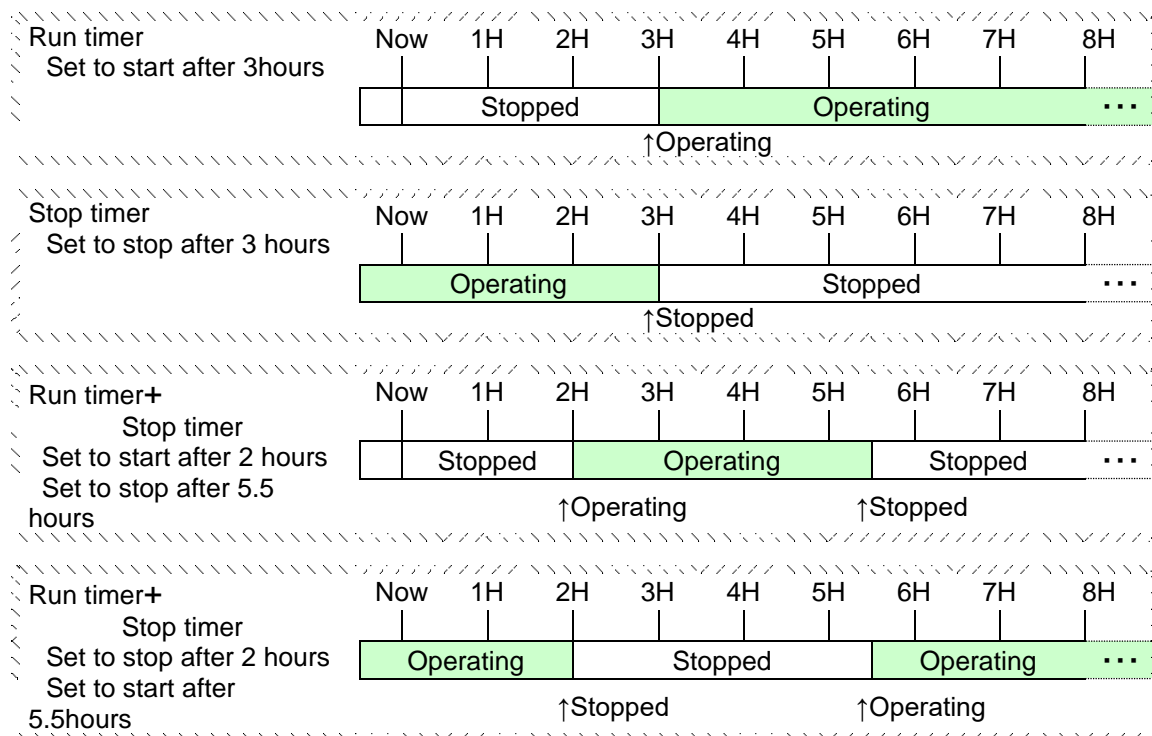 Run timer
Set to start after 3hours
Now 1H 2H 3H 4H 5H 6H 7H 8H
Stopped Operating ···
↑Operating
Stop timer
Set to stop after 3 hours
Now 1H 2H 3H 4H 5H 6H 7H 8H
Operating Stopped ···
↑Stopped
Run timer+
Stop timer
Set to start after 2 hours
Set to stop after 5.5
hours
Now 1H 2H 3H 4H 5H 6H 7H 8H
Stopped Operating Stopped ···
↑Operating ↑Stopped
Run timer+
Stop timer
Set to stop after 2 hours
Set to start after
5.5hours
Now 1H 2H 3H 4H 5H 6H 7H 8H
Operating Stopped Operating ···
↑Stopped ↑Operating